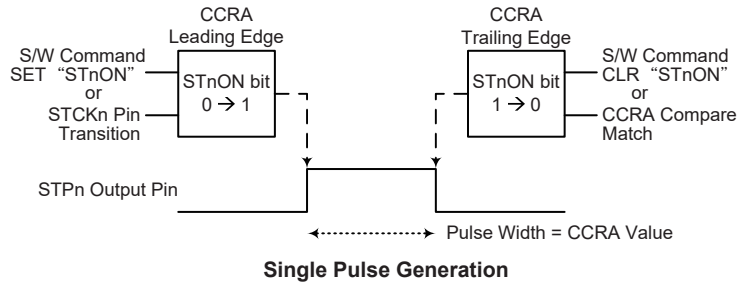 CCRA
Leading Edge
CCRA
Trailing Edge
S/W Command
SET “STnON”
or
STCKn Pin
Transition
STnON bit
0 → 1
STnON bit
1 → 0
S/W Command
CLR “STnON”
or
CCRA Compare
Match
STPn Output Pin
Pulse Width = CCRA Value
Single Pulse Generation